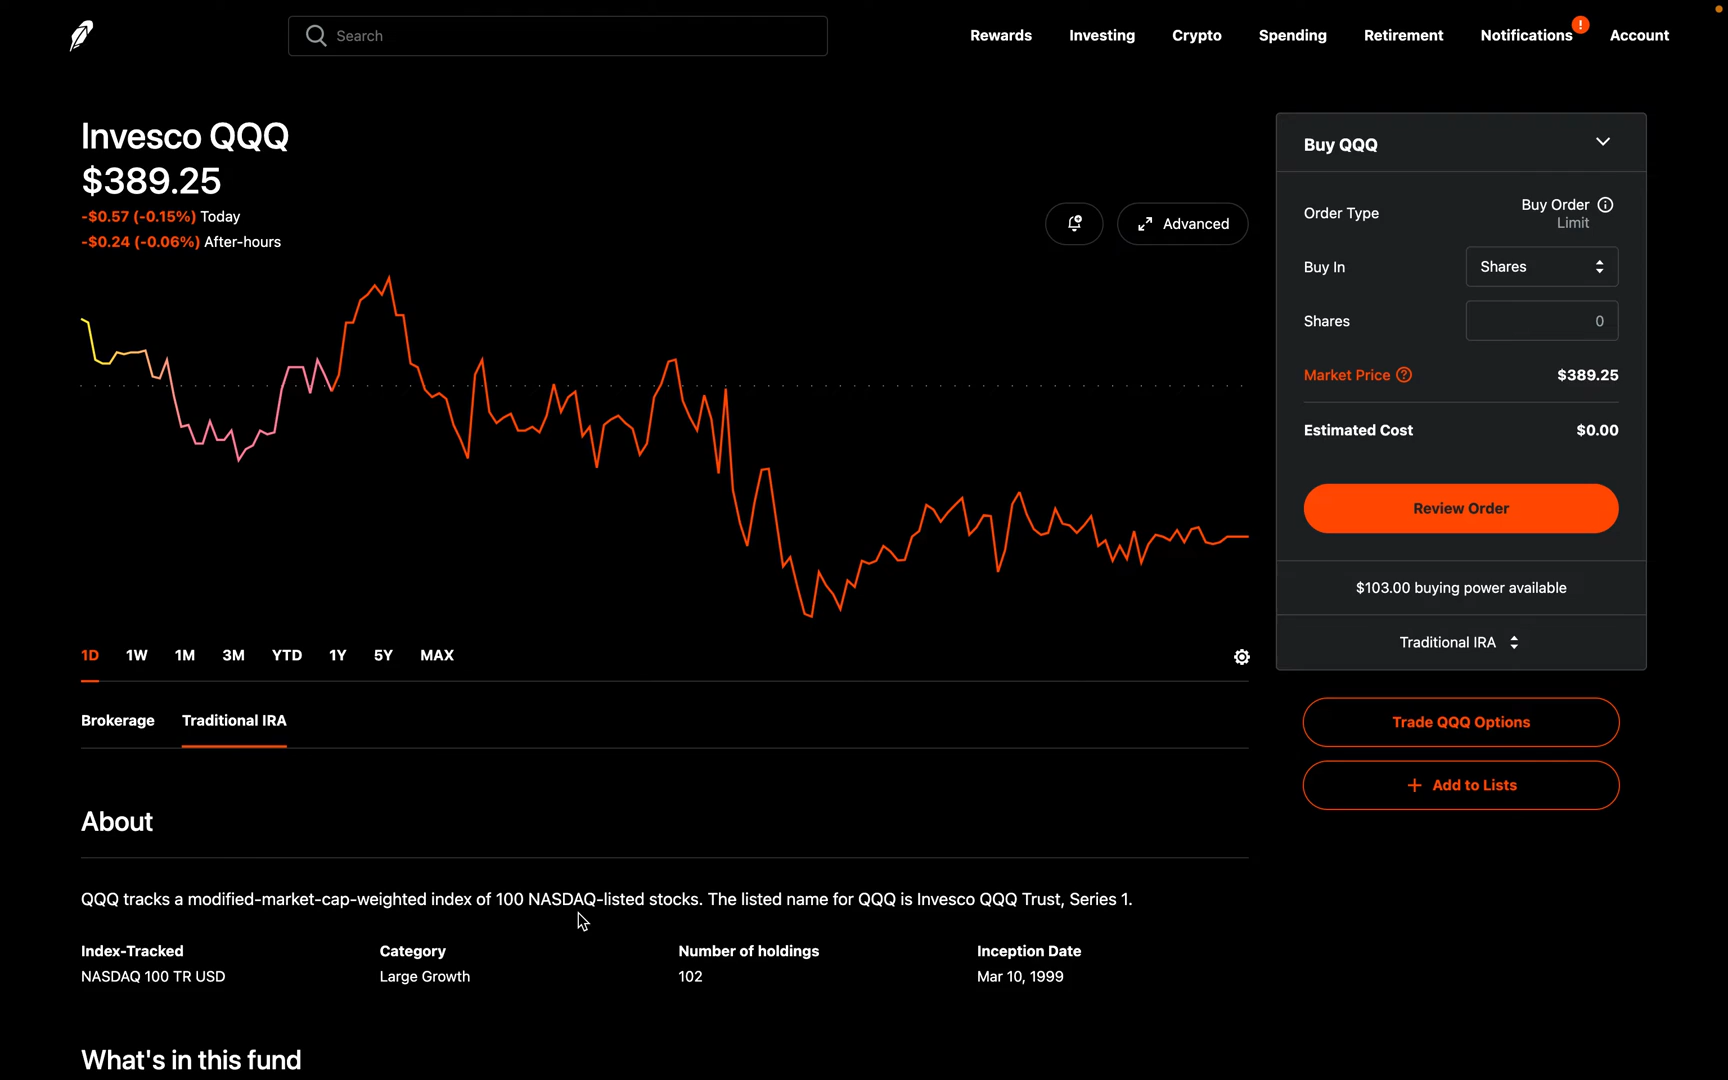 Search
Rewards
Investing
Crypto
Spending
Retirement
Notifications
!
Account
Invesco QQQ
$389.25
-$0.57 (-0.15%) Today
-$0.24 (-0.06%) After-hours
Advanced
1D
1W
1M
3M
YTD
1Y
5Y
MAX
Brokerage
Traditional IRA
About
QQQ tracks a modified-market-cap-weighted index of 100 NASDAQ-listed stocks. The listed name for QQQ is Invesco QQQ Trust, Series 1.
Index-Tracked
NASDAQ 100 TR USD
Category
Large Growth
Number of holdings
102
Inception Date
Mar 10, 1999
What's in this fund
Buy QQQ
Order Type
Buy Order
Limit
Buy In
Shares
Shares
0
Market Price ?
$389.25
Estimated Cost
$0.00
Review Order
$103.00 buying power available
Traditional IRA
Trade QQQ Options
+ Add to Lists